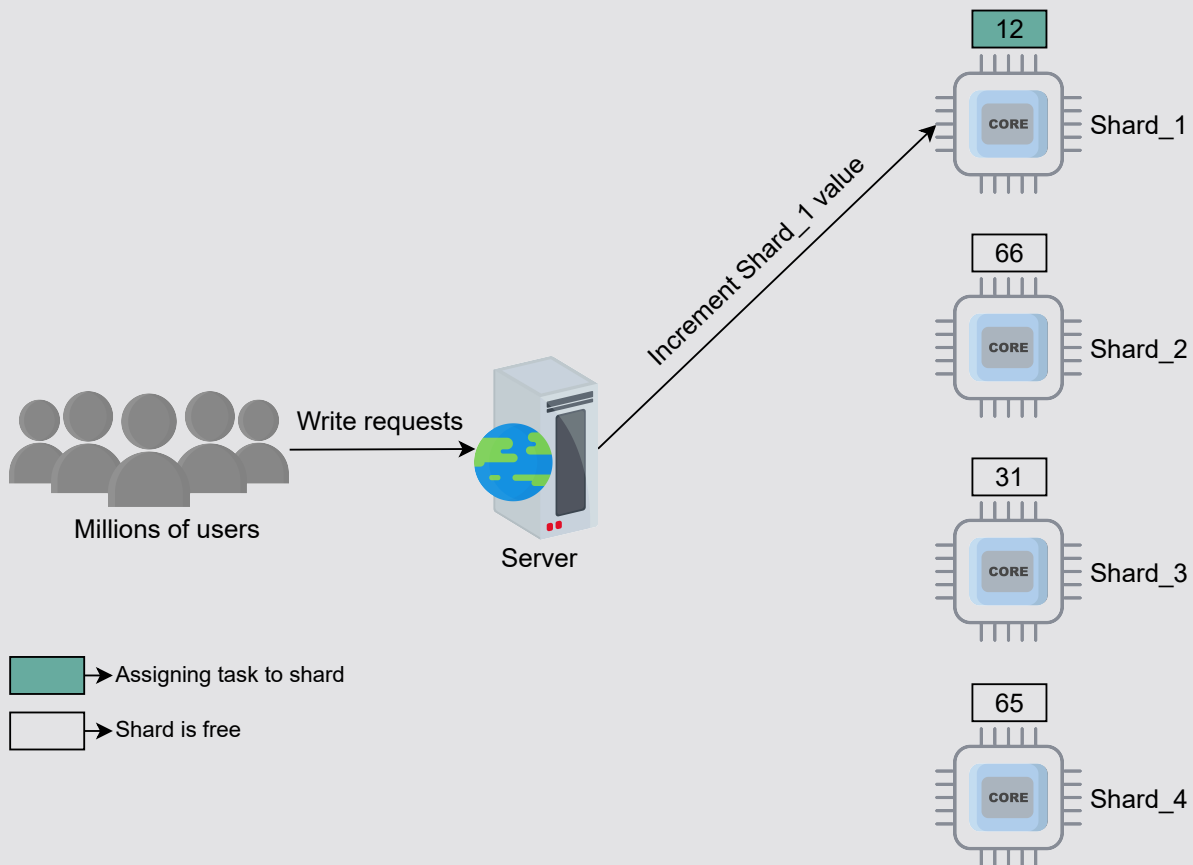 12
CORE
Shard_1
Increment Shard_1 value
66
CORE
Shard_2
Write requests
Millions of users
Server
31
CORE
Shard_3
Assigning task to shard
Shard is free
65
CORE
Shard_4